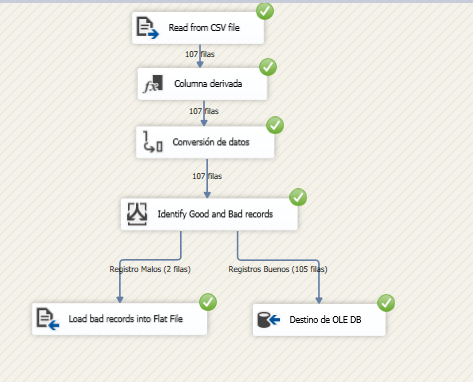 Read from CSV file
107 filas
fx
Columna derivada
107 filas
Conversión de datos
107 filas
Identify Good and Bad records
Registro Malos (2 filas)
Registros Buenos (105 filas)
Load bad records into Flat File
Destino de OLE DB